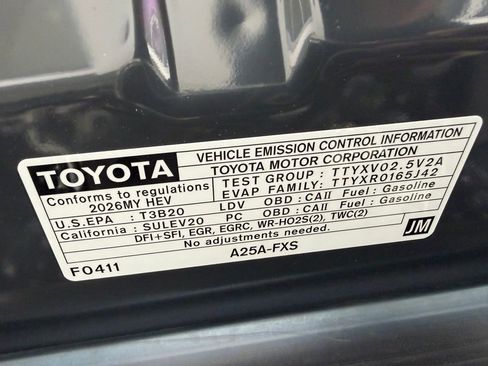 TOYOTA
VEHICLE EMISSION CONTROL INFORMATION
TOYOTA MOTOR CORPORATION
Conforms to regulations
2026MY HEV
TEST GROUP : TTYXV02.5V2A
EVAP FAMILY: TTYXR0165J42
U.S.EPA : T3B20 LDV OBD : CAII Fuel : Gasoline
California : SULEV20 PC OBD : CAII Fuel : Gasoline
DFI+SFI, EGR, EGRC, WR-HO2S(2), TWC(2)
No adjustments needed.
F0411
A25A-FXS
JM